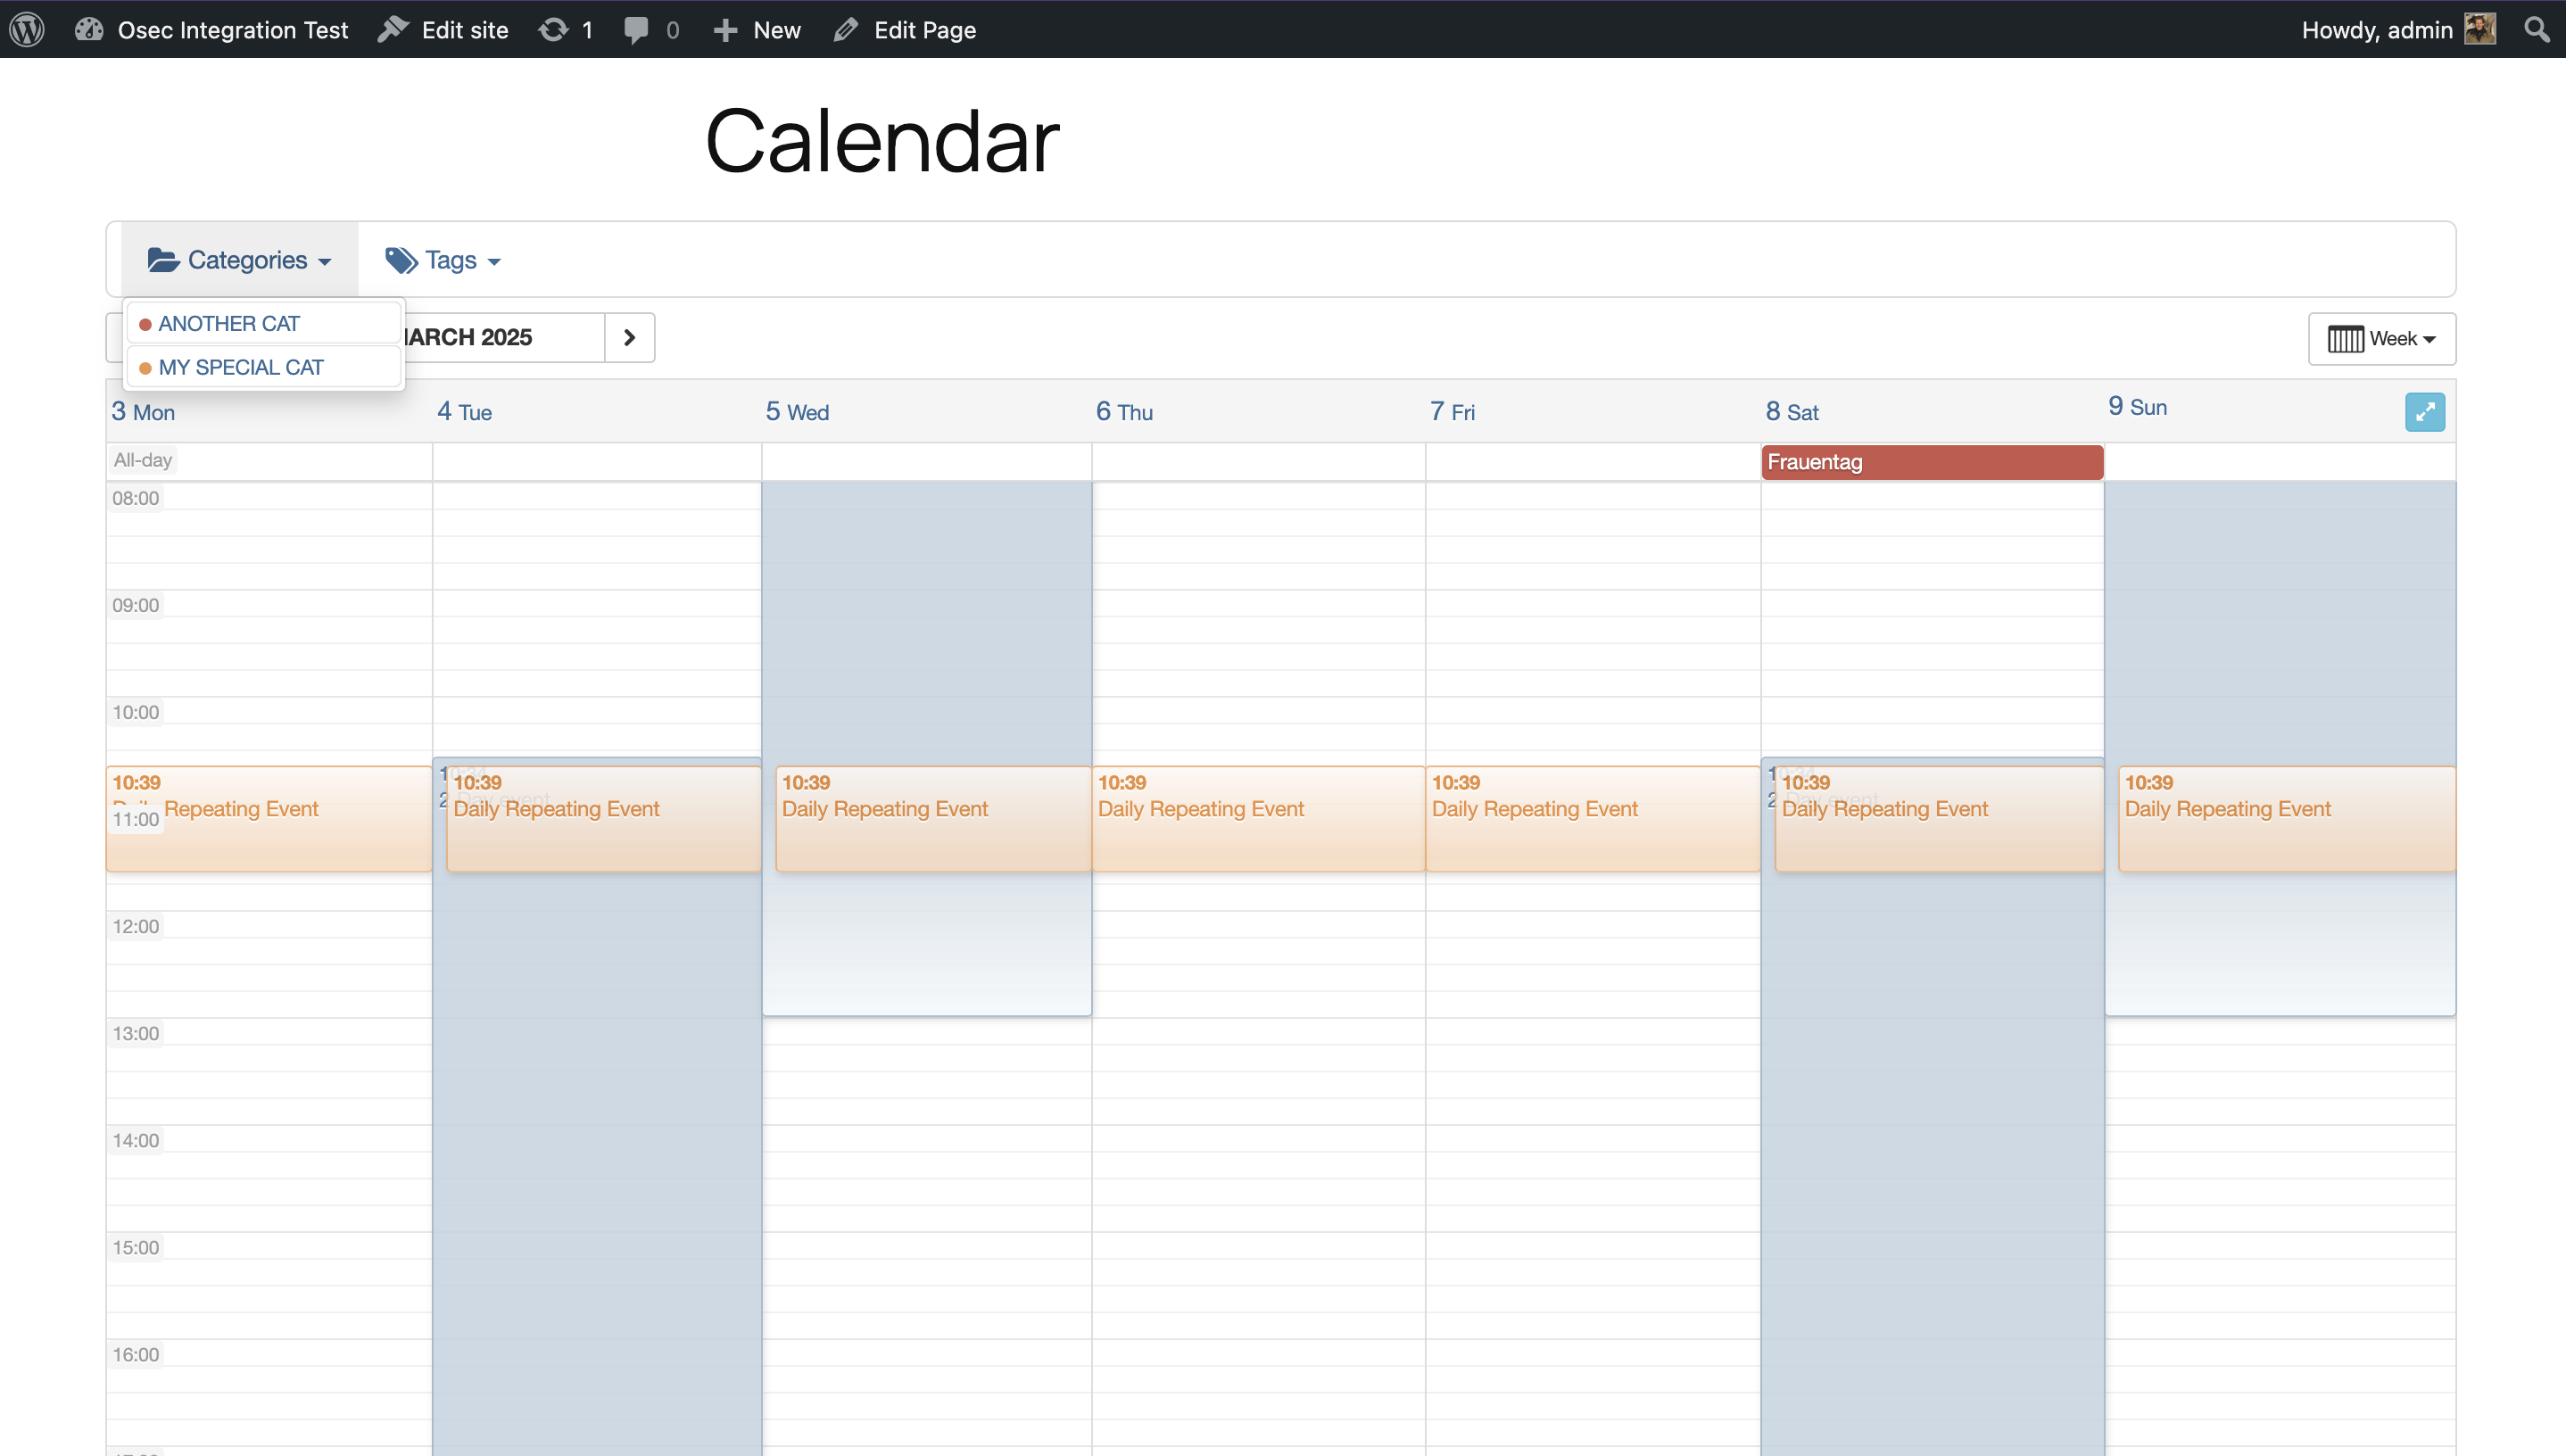 Osec Integration Test Edit site 1 0 New Edit Page Howdy, admin
Calendar
Categories Tags
ANOTHER CAT
MY SPECIAL CAT
2025
Week
3 Mon 4 Tue 5 Wed 6 Thu 7 Fri 8 Sat 9 Sun
All-day
Frauentag
08:00
09:00
10:00
10:39
Repeating Event
10:39
Daily Repeating Event
10:39
Daily Repeating Event
10:39
Daily Repeating Event
10:39
Daily Repeating Event
10:39
Daily Repeating Event
10:39
Daily Repeating Event
11:00
12:00
13:00
14:00
15:00
16:00